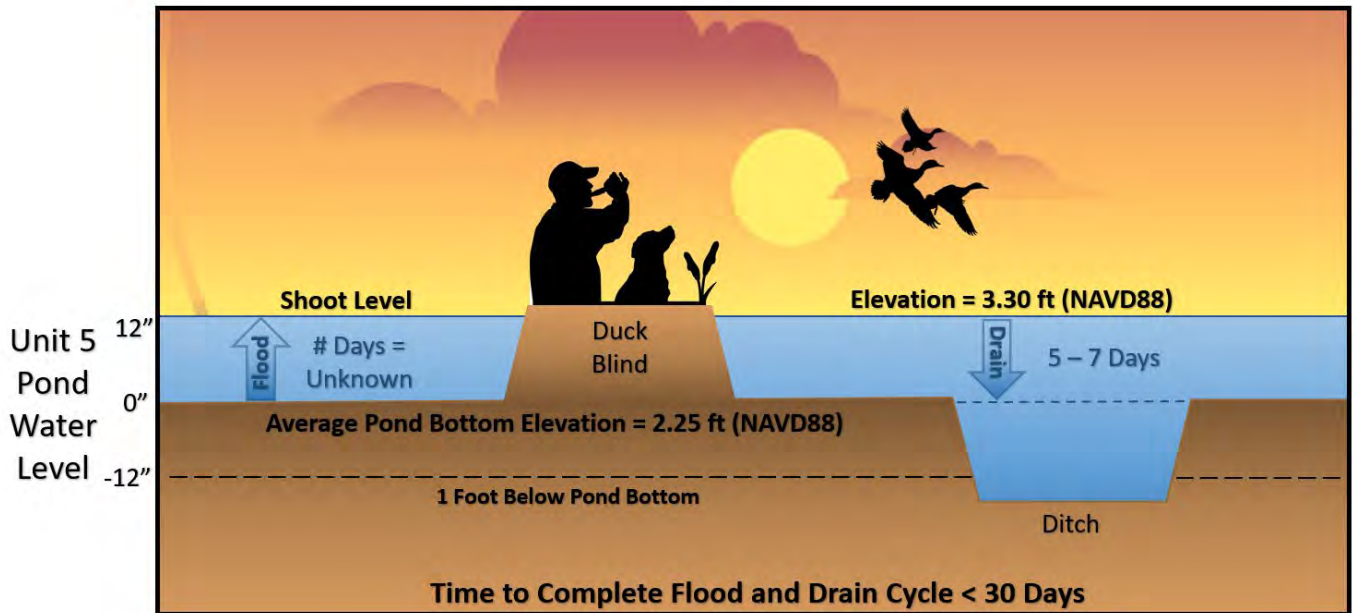 Shoot Level
Elevation = 3.30 ft (NAVD88)
Unit 5
Pond
Water
Level
12”
0”
-12”
Flood
# Days =
Unknown
Duck
Blind
Drain
5 – 7 Days
Average Pond Bottom Elevation = 2.25 ft (NAVD88)
1 Foot Below Pond Bottom
Ditch
Time to Complete Flood and Drain Cycle < 30 Days